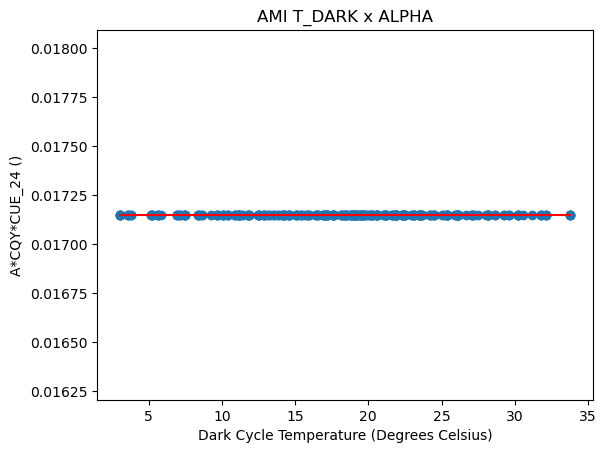 AMI T_DARK x ALPHA
0.01800
0.01775
0.01750
0.01725
0.01700
0.01675
0.01650
0.01625
A*CQY*CUE_24 ()
5 10 15 20 25 30 35
Dark Cycle Temperature (Degrees Celsius)